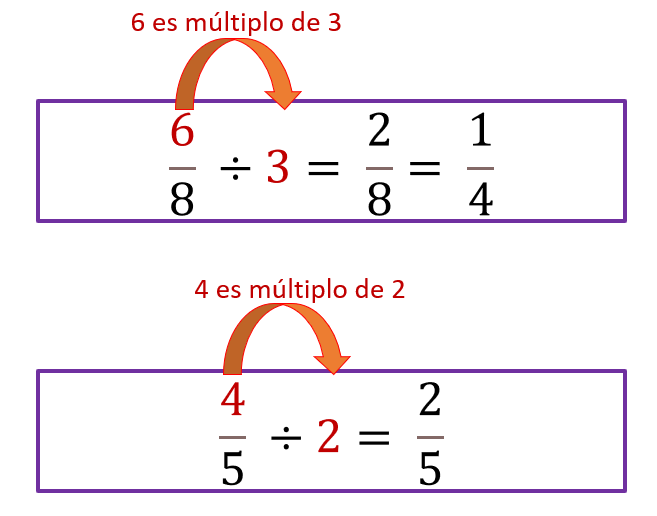 6 es múltiplo de 3
6/8 ÷ 3 = 2/8 = 1/4
4 es múltiplo de 2
4/5 ÷ 2 = 2/5